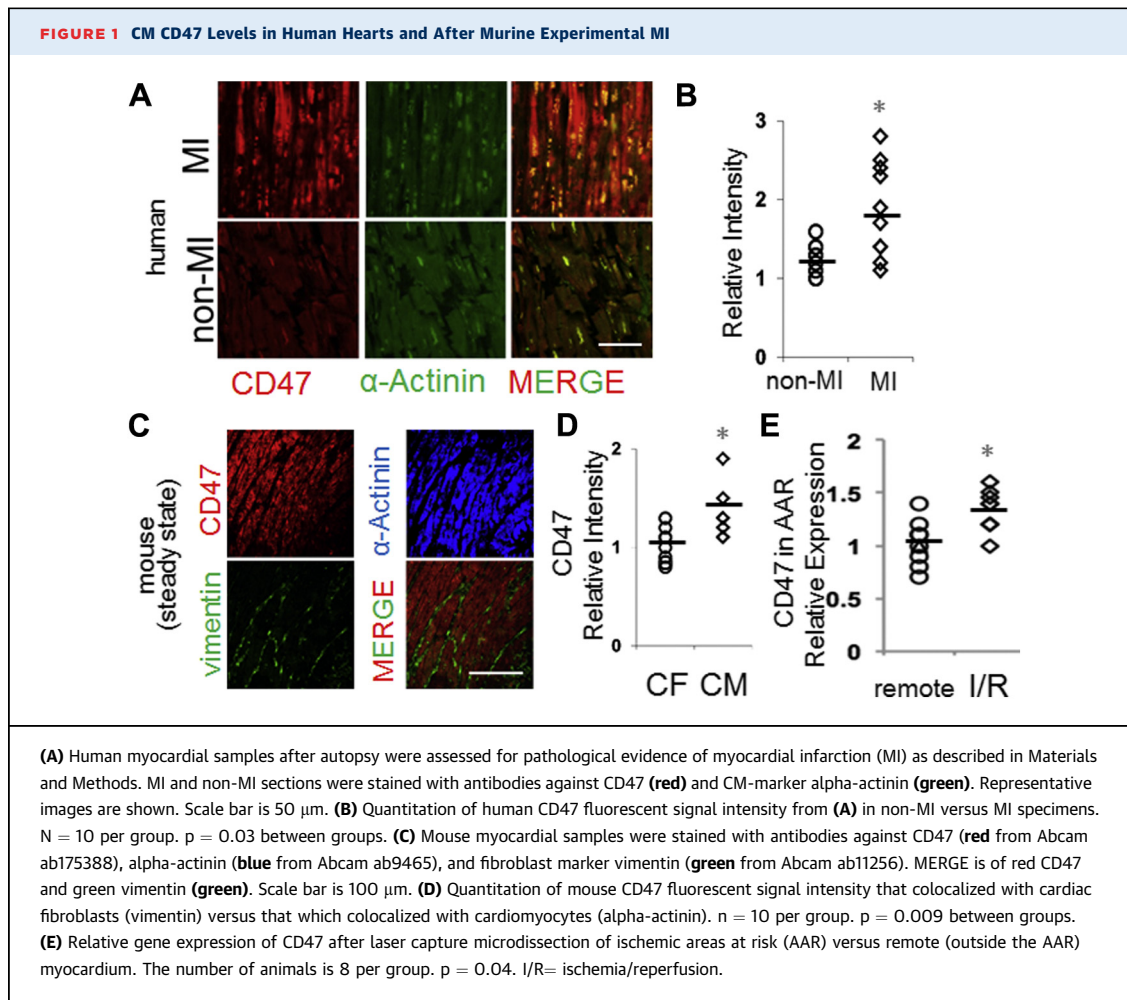 FIGURE 1 CM CD47 Levels in Human Hearts and After Murine Experimental MI
A
human
MI
non-MI
CD47
α-Actinin
MERGE
B
Relative Intensity
3
2
1
0
*
non-MI
MI
C
mouse
(steady state)
CD47
α-Actinin
vimentin
MERGE
D
CD47
Relative Intensity
2
1
0
*
CF
CM
E
CD47 in AAR
Relative Expression
2
1.5
1
0.5
0
*
remote
I/R
(A) Human myocardial samples after autopsy were assessed for pathological evidence of myocardial infarction (MI) as described in Materials
and Methods. MI and non-MI sections were stained with antibodies against CD47 (red) and CM-marker alpha-actinin (green). Representative
images are shown. Scale bar is 50 μm. (B) Quantitation of human CD47 fluorescent signal intensity from (A) in non-MI versus MI specimens.
N = 10 per group. p = 0.03 between groups. (C) Mouse myocardial samples were stained with antibodies against CD47 (red from Abcam
ab175388), alpha-actinin (blue from Abcam ab9465), and fibroblast marker vimentin (green from Abcam ab11256). MERGE is of red CD47
and green vimentin (green). Scale bar is 100 μm. (D) Quantitation of mouse CD47 fluorescent signal intensity that colocalized with cardiac
fibroblasts (vimentin) versus that which colocalized with cardiomyocytes (alpha-actinin). n = 10 per group. p = 0.009 between groups.
(E) Relative gene expression of CD47 after laser capture microdissection of ischemic areas at risk (AAR) versus remote (outside the AAR)
myocardium. The number of animals is 8 per group. p = 0.04. I/R= ischemia/reperfusion.